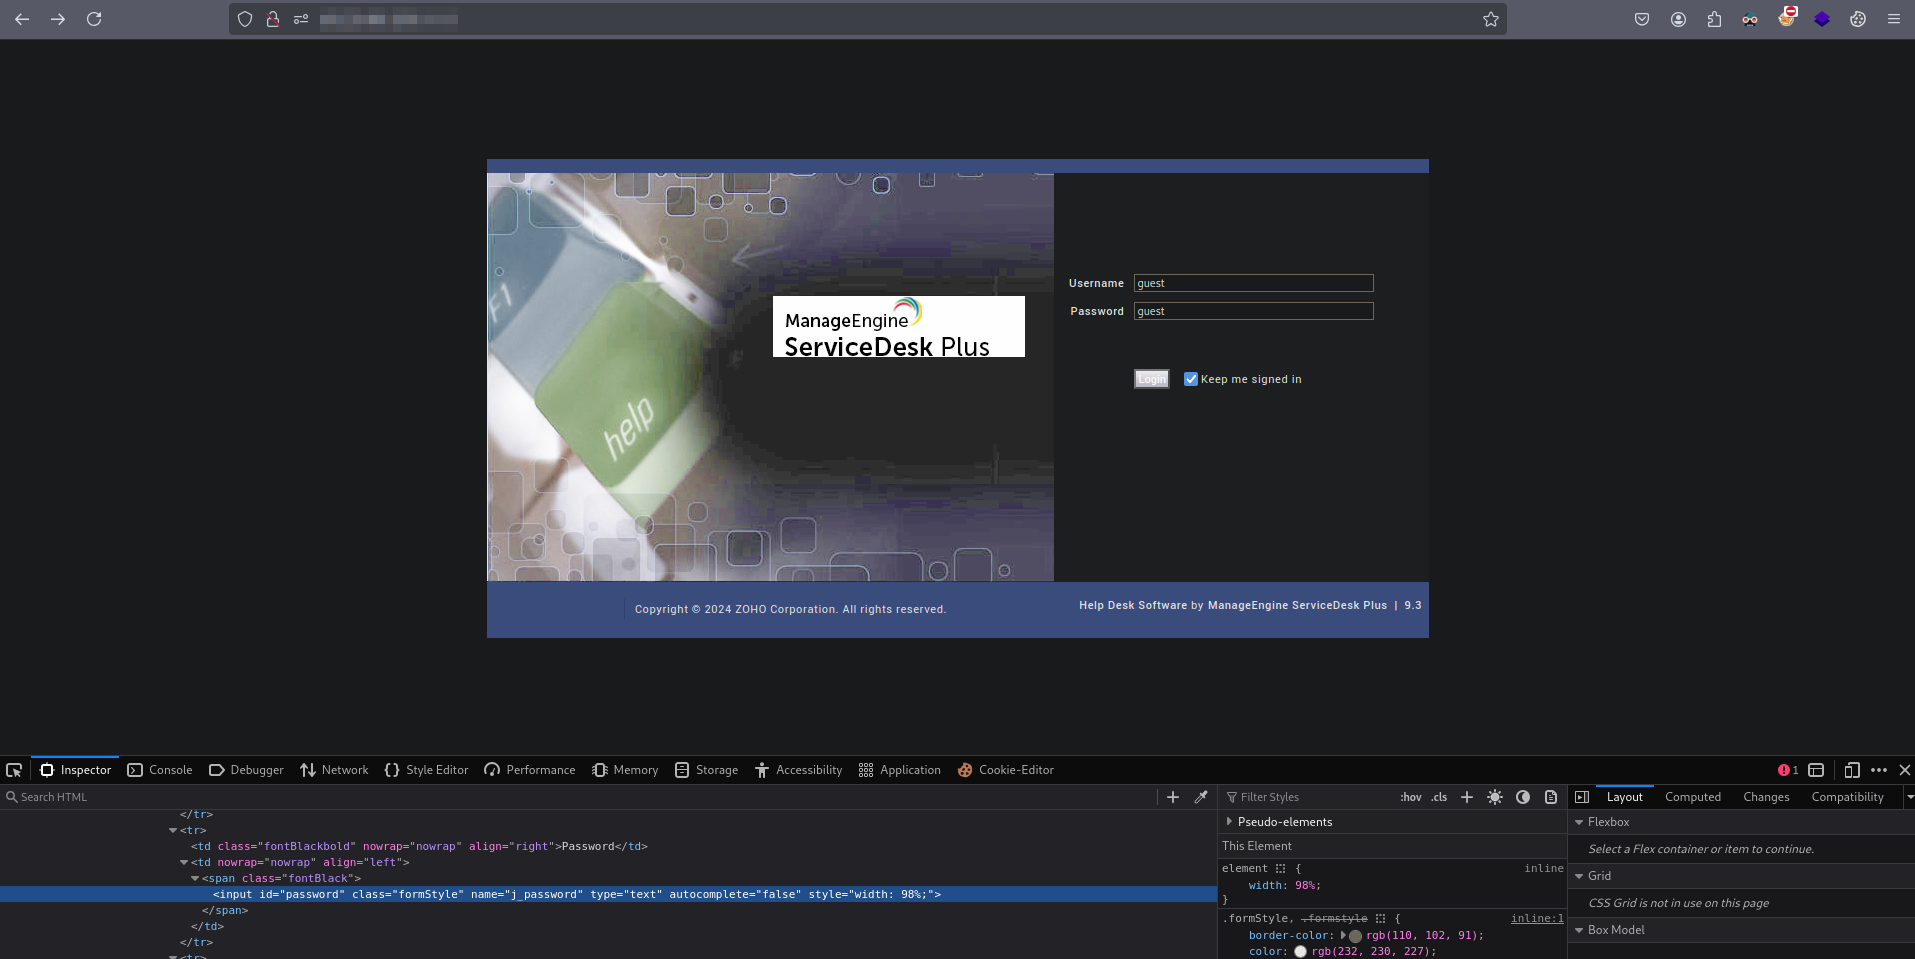 F1
help
ManageEngine
ServiceDesk Plus
Username guest
Password guest
Login Keep me signed in
Copyright © 2024 ZOHO Corporation. All rights reserved.
Help Desk Software by ManageEngine ServiceDesk Plus | 9.3
Inspector Console Debugger Network Style Editor Performance Memory Storage Accessibility Application Cookie-Editor 1
Search HTML
</tr>
<tr>
<td class="fontBlackbold" nowrap="nowrap" align="right">Password</td>
<td nowrap="nowrap" align="left">
<span class="fontBlack">
<input id="password" class="formStyle" name="j_password" type="text" autocomplete="false" style="width: 98%;">
</span>
</td>
</tr>
<tr>
Filter Styles :hov .cls
Pseudo-elements
This Element
element { inline
width: 98%;
}
.formStyle, .formstyle { inline:1
border-color: rgb(110, 102, 91);
color: rgb(232, 230, 227);
Layout Computed Changes Compatibility
Flexbox
Select a Flex container or item to continue.
Grid
CSS Grid is not in use on this page
Box Model